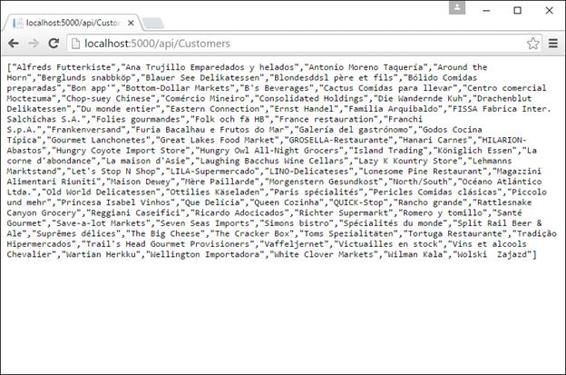 localhost:5000/api/Custom
localhost:5000/api/Customers
["Alfreds Futterkiste","Ana Trujillo Emparedados y helados","Antonio Moreno Taquería","Around the
Horn","Berglunds snabbköp","Blauer See Delikatessen","Blondesddsl père et fils","Bólido Comidas
preparadas","Bon app'","Bottom-Dollar Markets","B's Beverages","Cactus Comidas para llevar","Centro comercial
Moctezuma","Chop-suey Chinese","Comércio Mineiro","Consolidated Holdings","Die Wandernde Kuh","Drachenblut
Delikatessen","Du monde entier","Eastern Connection","Ernst Handel","Familia Arquibaldo","FISSA Fabrica Inter.
Salchichas S.A.","Folies gourmandes","Folk och fä HB","France restauration","Franchi
S.p.A.","Frankenversand","Furia Bacalhau e Frutos do Mar","Galería del gastrónomo","Godos Cocina
Típica","Gourmet Lanchonetes","Great Lakes Food Market","GROSELLA-Restaurante","Hanari Carnes","HILARION-
Abastos","Hungry Coyote Import Store","Hungry Owl All-Night Grocers","Island Trading","Königlich Essen","La
corne d'abondance","La maison d'Asie","Laughing Bacchus Wine Cellars","Lazy K Kountry Store","Lehmanns
Marktstand","Let's Stop N Shop","LILA-Supermercado","LINO-Delicateses","Lonesome Pine Restaurant","Magazzini
Alimentari Riuniti","Maison Dewey","Mère Paillarde","Morgenstern Gesundkost","North/South","Océano Atlántico
Ltda.","Old World Delicatessen","Ottilies Käseladen","Paris spécialités","Pericles Comidas clásicas","Piccolo
und mehr","Princesa Isabel Vinhos","Que Delícia","Queen Cozinha","QUICK-Stop","Rancho grande","Rattlesnake
Canyon Grocery","Reggiani Caseifici","Ricardo Adocicados","Richter Supermarkt","Romero y tomillo","Santé
Gourmet","Save-a-lot Markets","Seven Seas Imports","Simons bistro","Spécialités du monde","Split Rail Beer &
Ale","Suprêmes délices","The Big Cheese","The Cracker Box","Toms Spezialitäten","Tortuga Restaurante","Tradição
Hipermercados","Trail's Head Gourmet Provisioners","Vaffeljernet","Victuailles en stock","Vins et alcools
Chevalier","Wartian Herkku","Wellington Importadora","White Clover Markets","Wilman Kala","Wolski  Zajazd"]